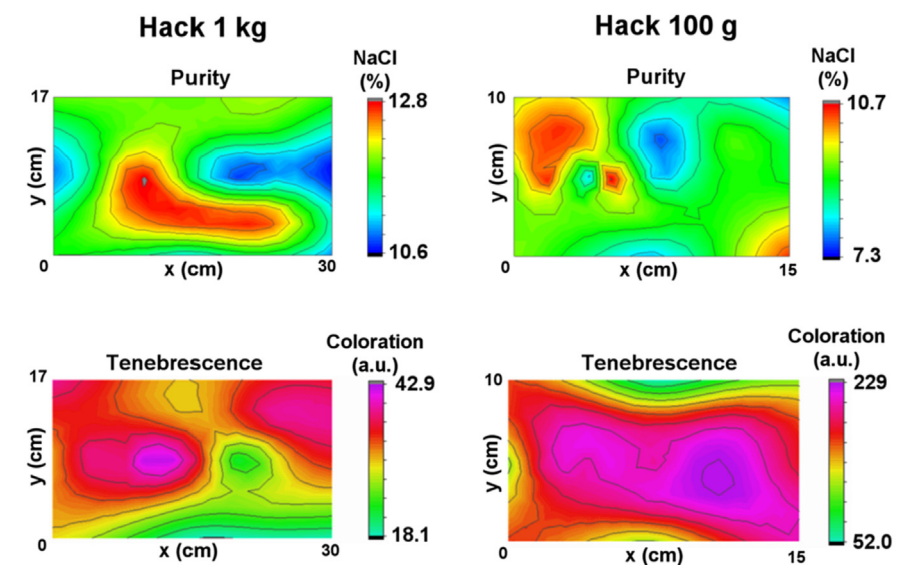 Hack 1 kg
Hack 100 g
Purity
NaCl
(%)
17
12.8
y (cm)
10.6
0
x (cm)
30
Purity
NaCl
(%)
10
10.7
y (cm)
7.3
0
x (cm)
15
Tenebrescence
Coloration
(a.u.)
17
42.9
y (cm)
18.1
0
x (cm)
30
Tenebrescence
Coloration
(a.u.)
10
229
y (cm)
52.0
0
x (cm)
15